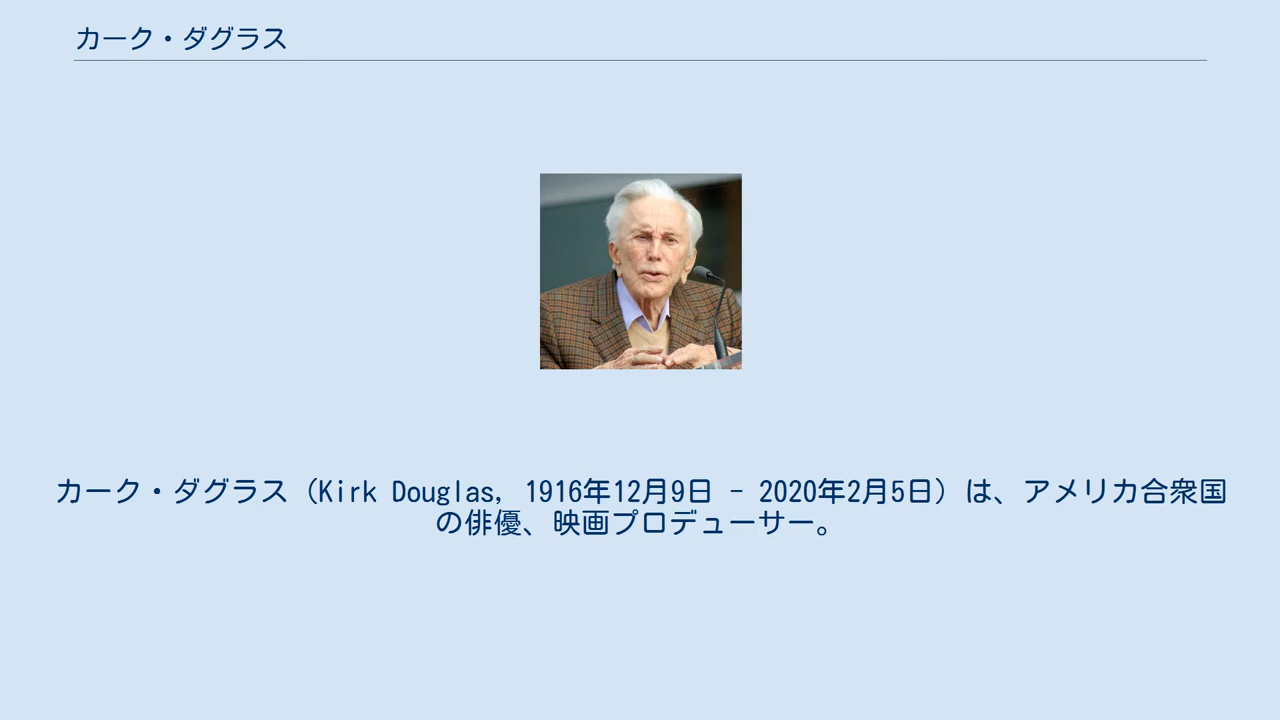 カーク・ダグラス
カーク・ダグラス（Kirk Douglas, 1916年12月9日 - 2020年2月5日）は、アメリカ合衆国
の俳優、映画プロデューサー。